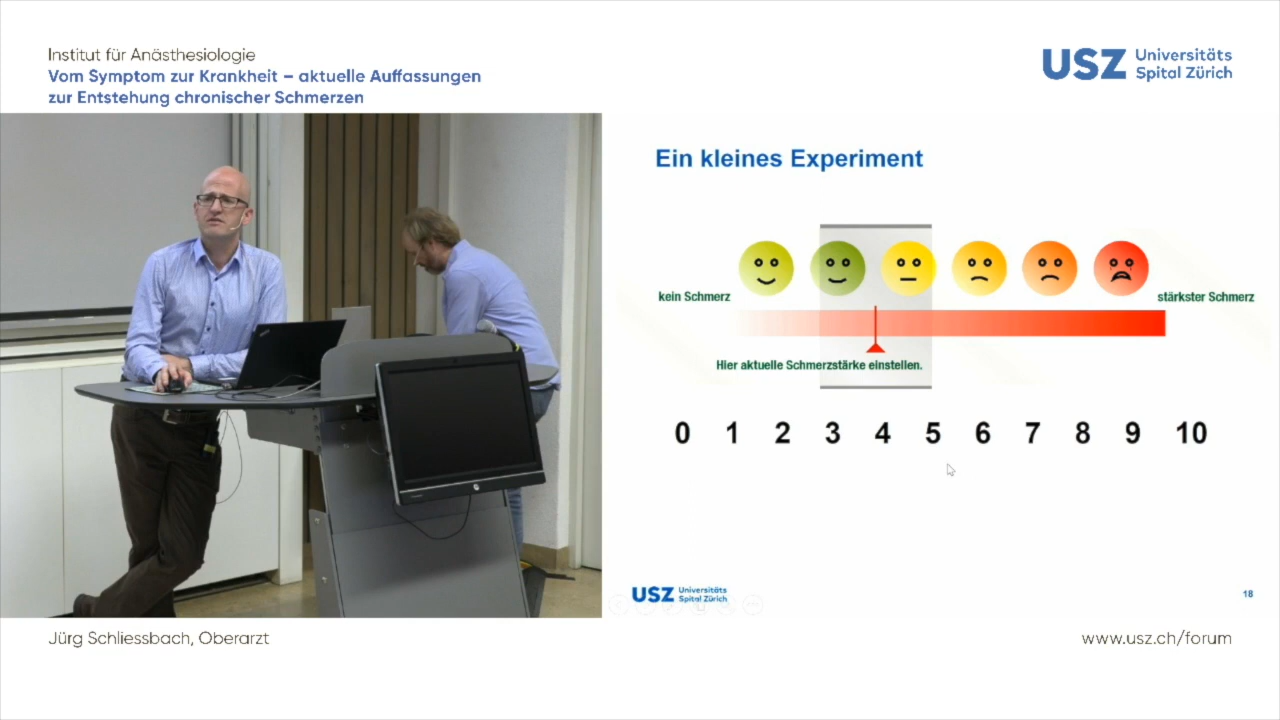 Institut für Anästhesiologie
Vom Symptom zur Krankheit – aktuelle Auffassungen
zur Entstehung chronischer Schmerzen
USZ Universitäts
Spital Zürich
Ein kleines Experiment
kein Schmerz
stärkster Schmerz
Hier aktuelle Schmerzstärke einstellen.
0 1 2 3 4 5 6 7 8 9 10
USZ Universitäts
Spital Zürich
18
Jürg Schliessbach, Oberarzt
www.usz.ch/forum